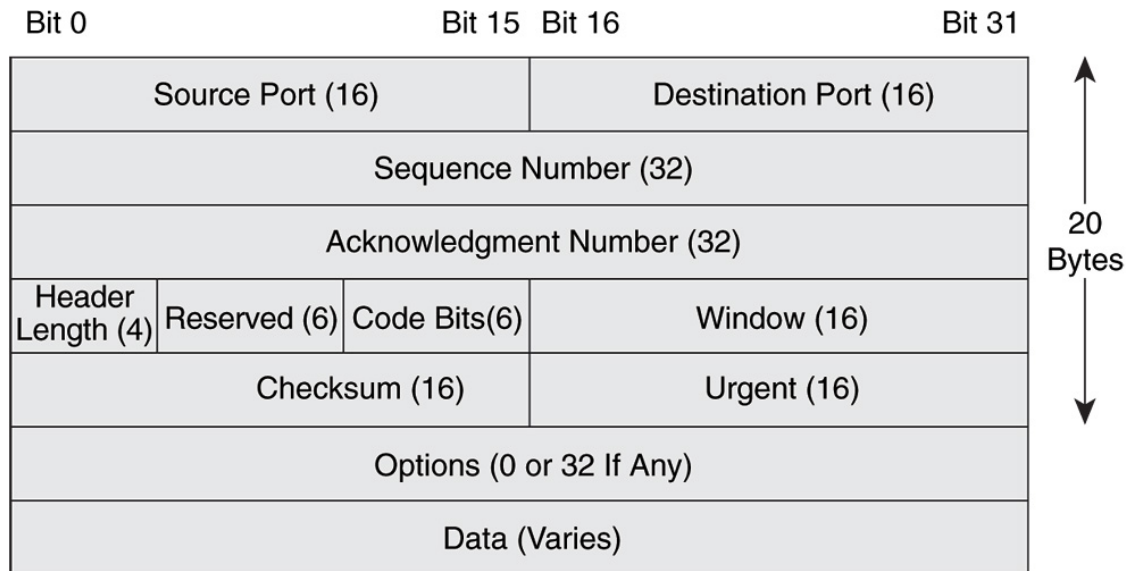 Bit 0
Bit 15
Bit 16
Bit 31
Source Port (16)
Destination Port (16)
Sequence Number (32)
Acknowledgment Number (32)
20
Bytes
Header
Length (4)
Reserved (6)
Code Bits(6)
Window (16)
Checksum (16)
Urgent (16)
Options (0 or 32 If Any)
Data (Varies)